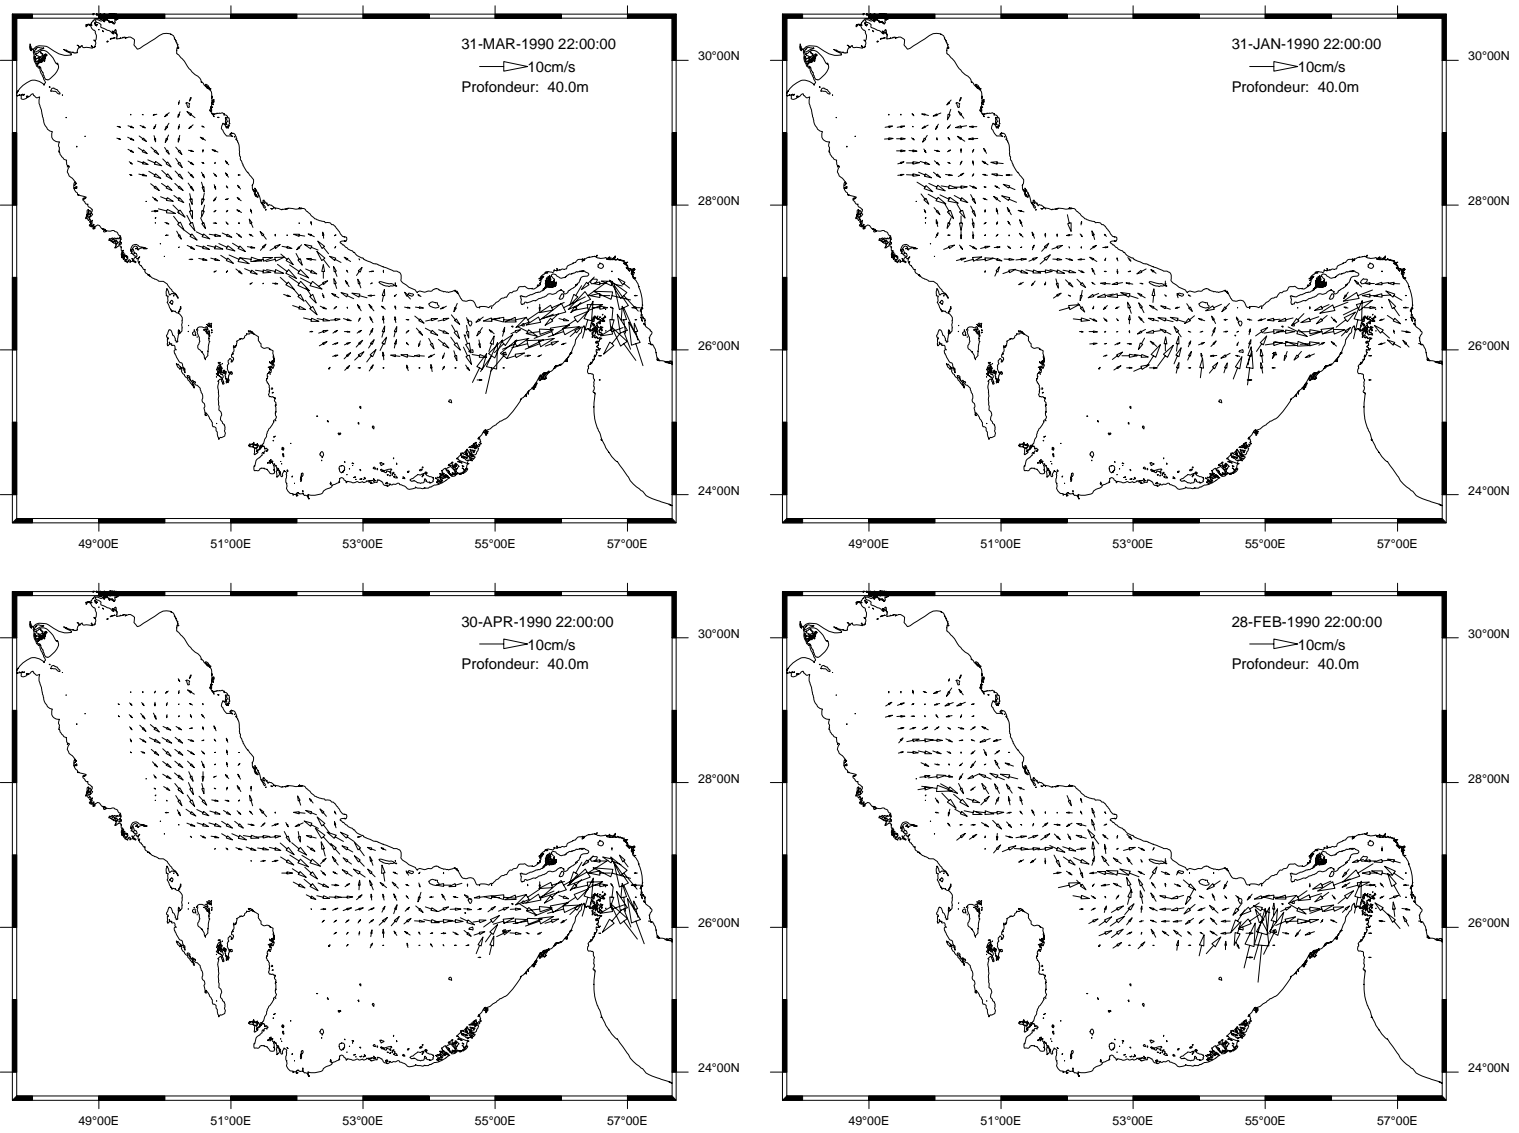 31-MAR-1990 22:00:00
10cm/s
Profondeur: 40.0m
30°00N
28°00N
26°00N
24°00N
49°00E 51°00E 53°00E 55°00E 57°00E
31-JAN-1990 22:00:00
10cm/s
Profondeur: 40.0m
30°00N
28°00N
26°00N
24°00N
49°00E 51°00E 53°00E 55°00E 57°00E
30-APR-1990 22:00:00
10cm/s
Profondeur: 40.0m
30°00N
28°00N
26°00N
24°00N
49°00E 51°00E 53°00E 55°00E 57°00E
28-FEB-1990 22:00:00
10cm/s
Profondeur: 40.0m
30°00N
28°00N
26°00N
24°00N
49°00E 51°00E 53°00E 55°00E 57°00E